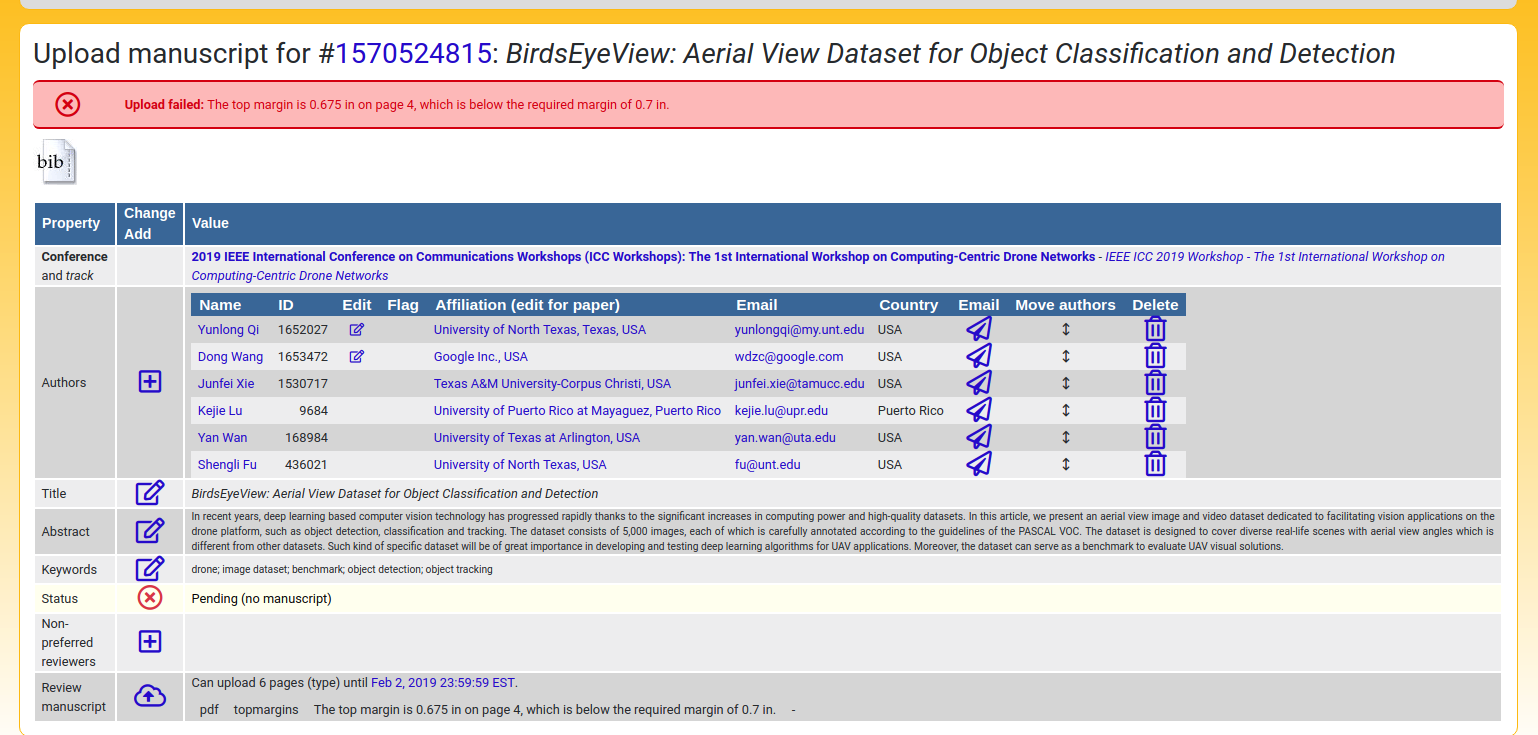 Upload manuscript for #1570524815: BirdsEyeView: Aerial View Dataset for Object Classification and Detection
Upload failed: The top margin is 0.675 in on page 4, which is below the required margin of 0.7 in.
bib
Property Change Add Value
Conference and track 2019 IEEE International Conference on Communications Workshops (ICC Workshops): The 1st International Workshop on Computing-Centric Drone Networks - IEEE ICC 2019 Workshop - The 1st International Workshop on
Computing-Centric Drone Networks
Authors
Name ID Edit Flag Affiliation (edit for paper) Email Country Email Move authors Delete
Yunlong Qi 1652027 University of North Texas, Texas, USA yunlongqi@my.unt.edu USA
Dong Wang 1653472 Google Inc., USA wdzc@google.com USA
Junfei Xie 1530717 Texas A&M University-Corpus Christi, USA junfei.xie@tamucc.edu USA
Kejie Lu 9684 University of Puerto Rico at Mayaguez, Puerto Rico kejie.lu@upr.edu Puerto Rico
Yan Wan 168984 University of Texas at Arlington, USA yan.wan@uta.edu USA
Shengli Fu 436021 University of North Texas, USA fu@unt.edu USA
Title BirdsEyeView: Aerial View Dataset for Object Classification and Detection
Abstract
In recent years, deep learning based computer vision technology has progressed rapidly thanks to the significant increases in computing power and high-quality datasets. In this article, we present an aerial view image and video dataset dedicated to facilitating vision applications on the
drone platform, such as object detection, classification and tracking. The dataset consists of 5,000 images, each of which is carefully annotated according to the guidelines of the PASCAL VOC. The dataset is designed to cover diverse real-life scenes with aerial view angles which is
different from other datasets. Such kind of specific dataset will be of great importance in developing and testing deep learning algorithms for UAV applications. Moreover, the dataset can serve as a benchmark to evaluate UAV visual solutions.
Keywords drone; image dataset; benchmark; object detection; object tracking
Status Pending (no manuscript)
Non-
preferred
reviewers
Review
manuscript
Can upload 6 pages (type) until Feb 2, 2019 23:59:59 EST.
pdf topmargins The top margin is 0.675 in on page 4, which is below the required margin of 0.7 in. -